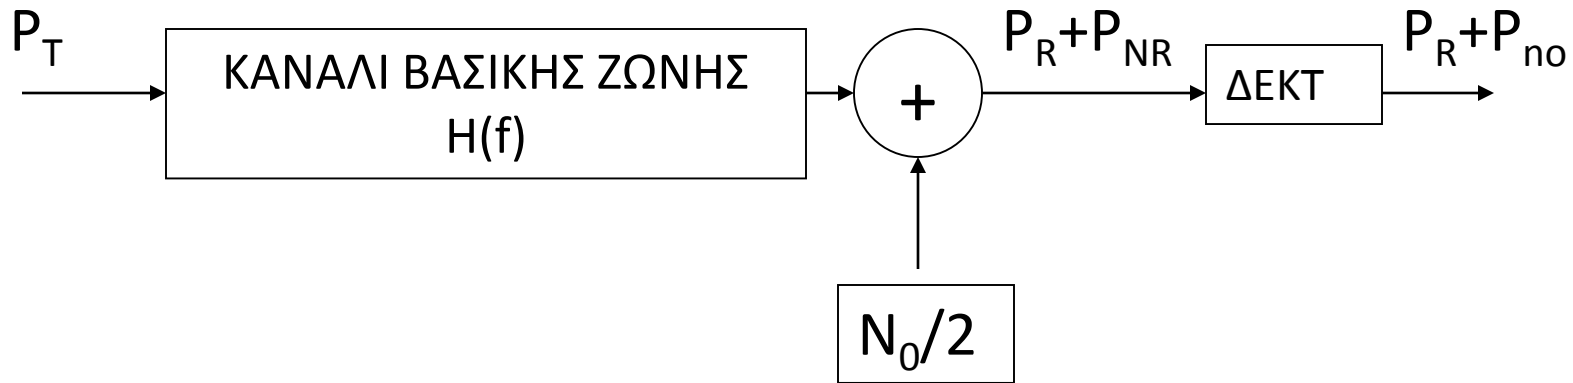 P_T
ΚΑΝΑΛΙ ΒΑΣΙΚΗΣ ΖΩΝΗΣ
H(f)
+
P_R+P_NR
ΔΕΚΤ
P_R+P_no
N_0/2